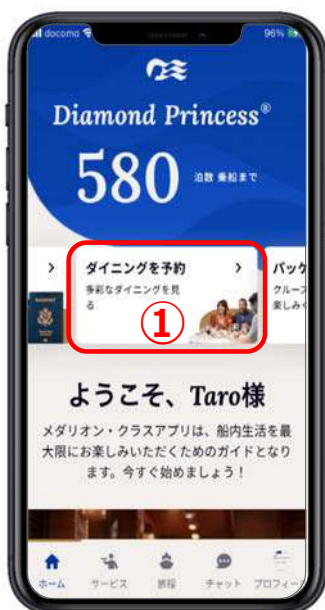 docomo
96%
Diamond Princess®
580 泊数 乗船まで
ダイニングを予約
多彩なダイニングを見
る
①
パッケ
クルーズ
楽しみく
ようこそ、Taro様
メダリオン・クラスアプリは、船内生活を最
大限にお楽しみいただくためのガイドとなり
ます。今すぐ始めましょう！
ホーム サービス 旅程 チャット プロフィール